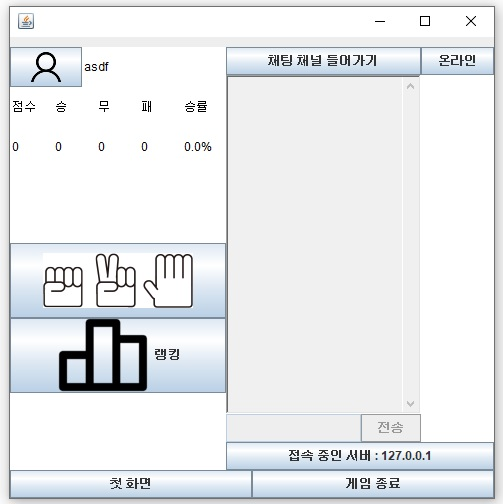 asdf
점수 승 무 패 승률
0 0 0 0 0.0%
랭킹
채팅 채널 들어가기
온라인
전송
접속 중인 서버 : 127.0.0.1
첫 화면
게임 종료